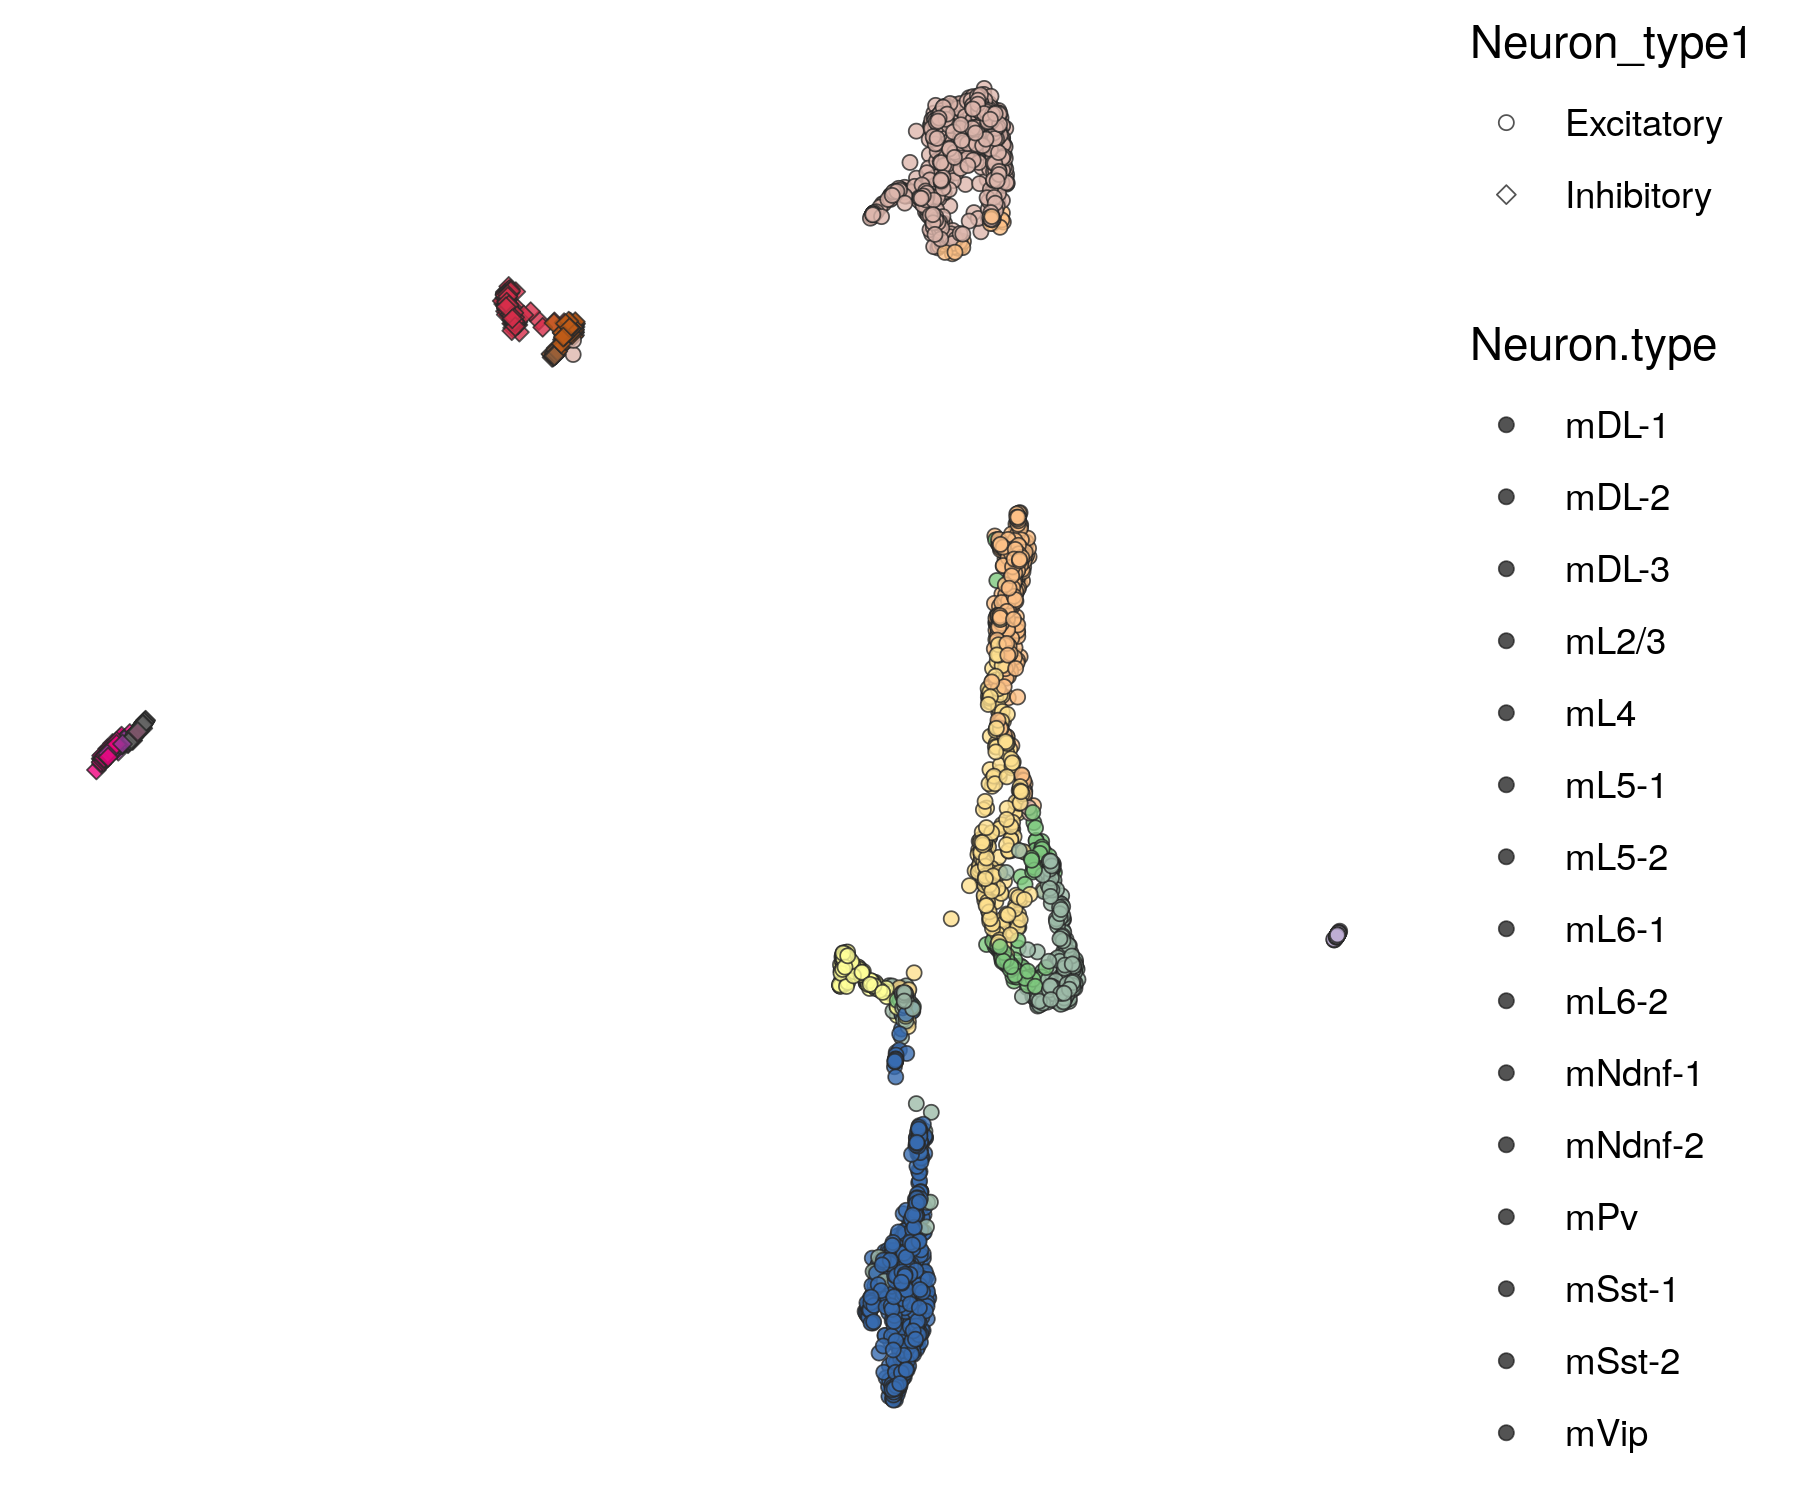 Neuron_type1
Excitatory
Inhibitory
Neuron.type
mDL-1
mDL-2
mDL-3
mL2/3
mL4
mL5-1
mL5-2
mL6-1
mL6-2
mNdnf-1
mNdnf-2
mPv
mSst-1
mSst-2
mVip